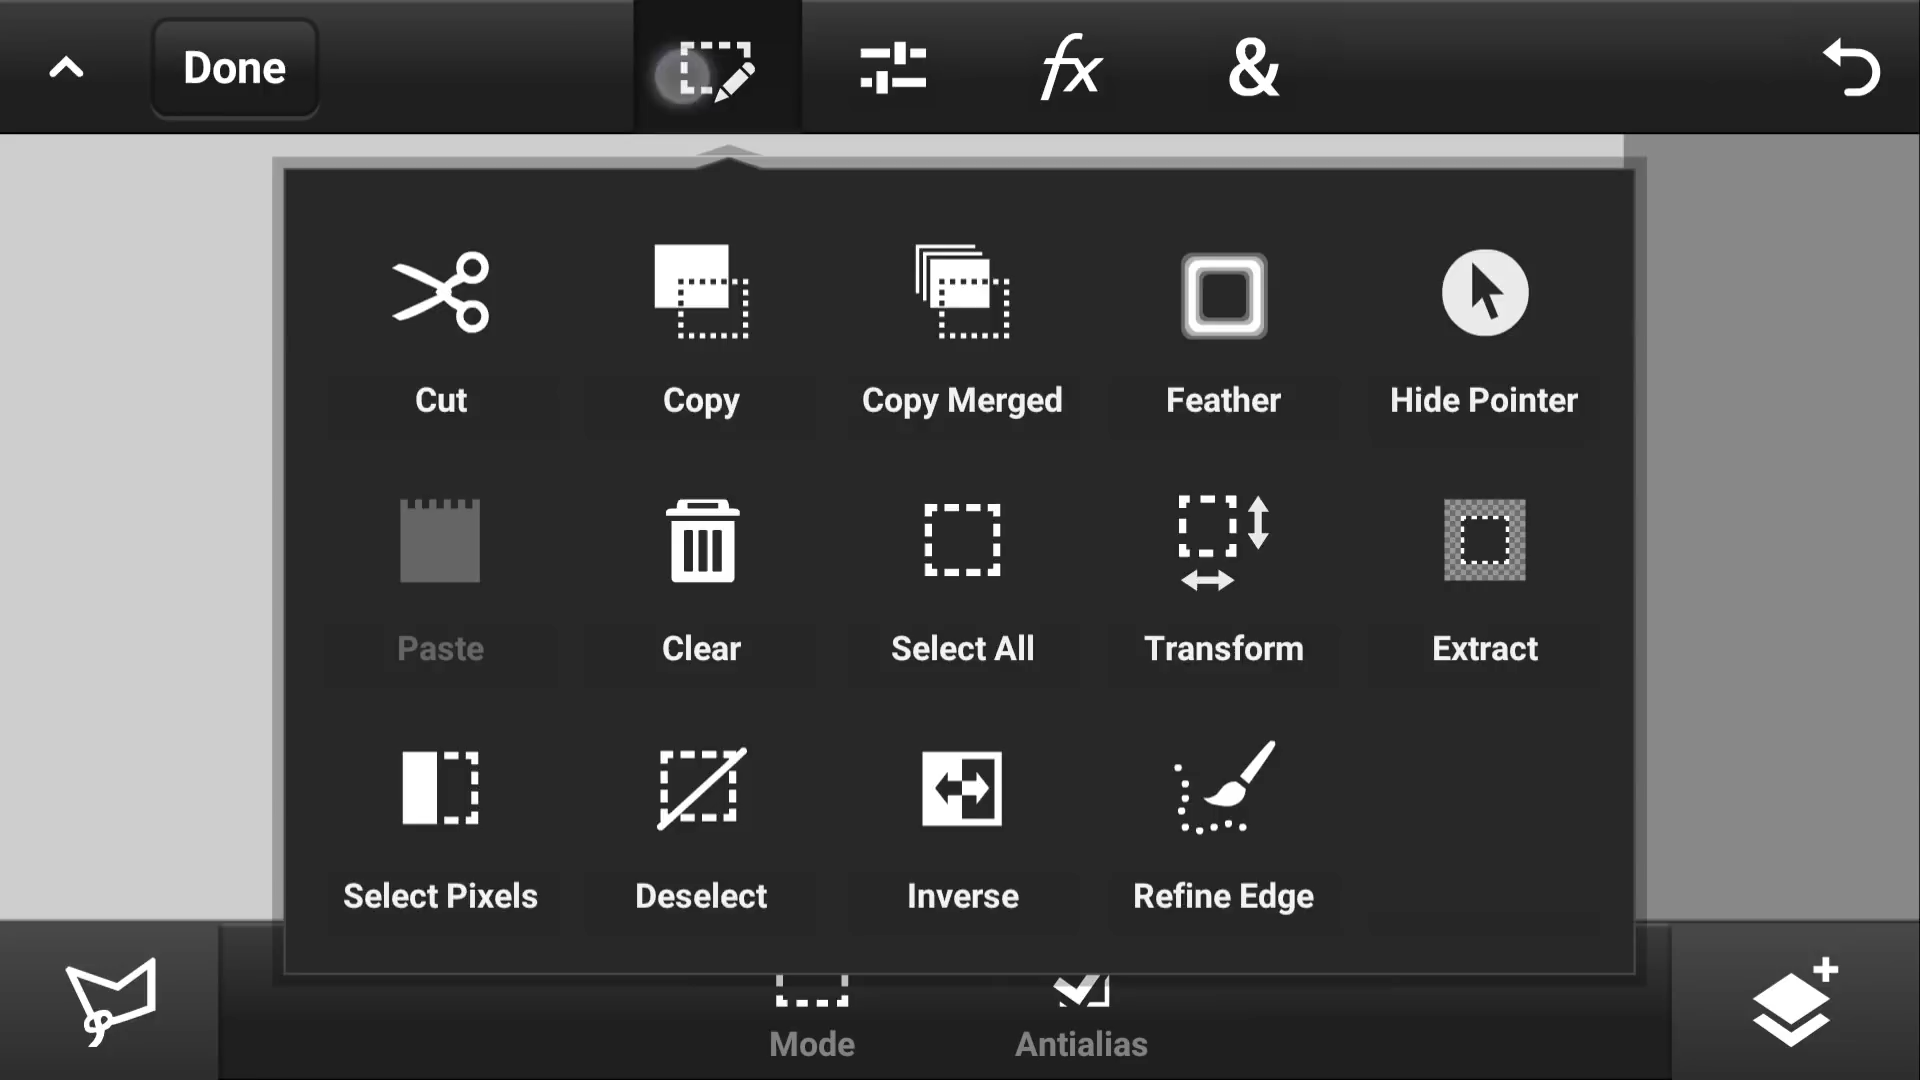 Done
fx
&
Cut
Copy
Copy Merged
Feather
Hide Pointer
Paste
Clear
Select All
Transform
Extract
Select Pixels
Deselect
Inverse
Refine Edge
Mode
Antialias